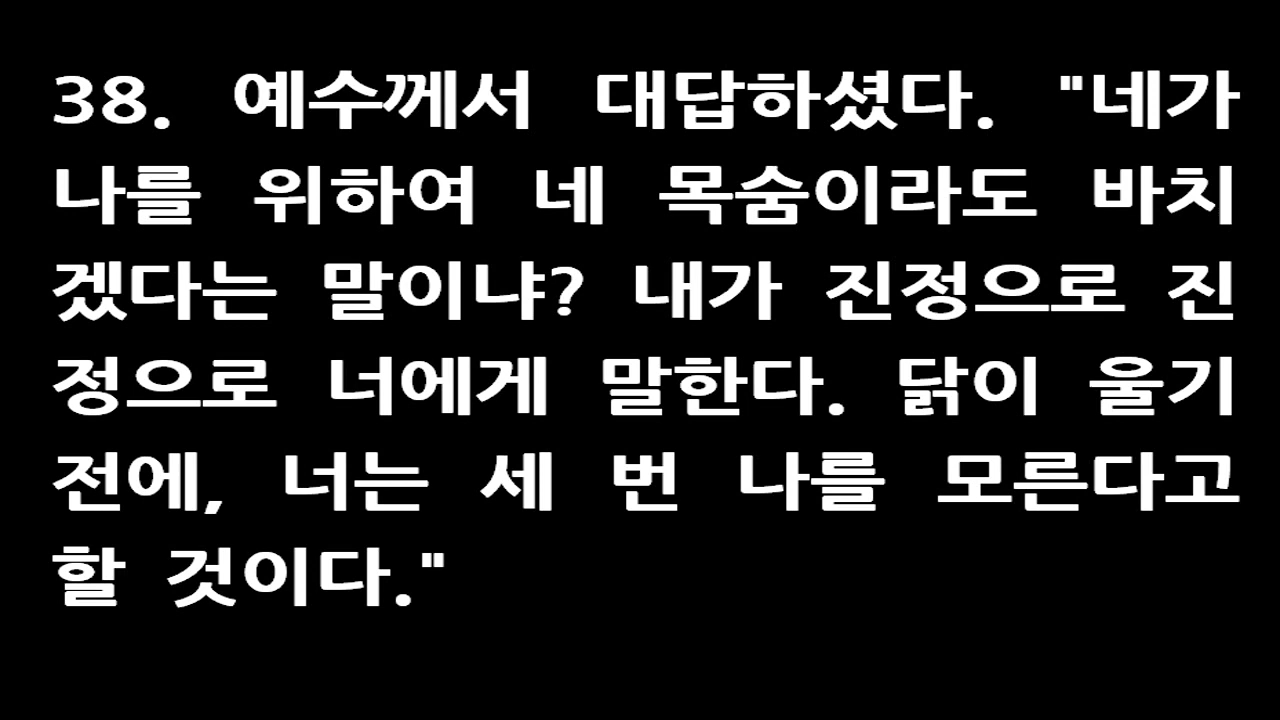 38. 예수께서 대답하셨다. "네가
나를 위하여 네 목숨이라도 바치
겠다는 말이냐? 내가 진정으로 진
정으로 너에게 말한다. 닭이 울기
전에, 너는 세 번 나를 모른다고
할 것이다."